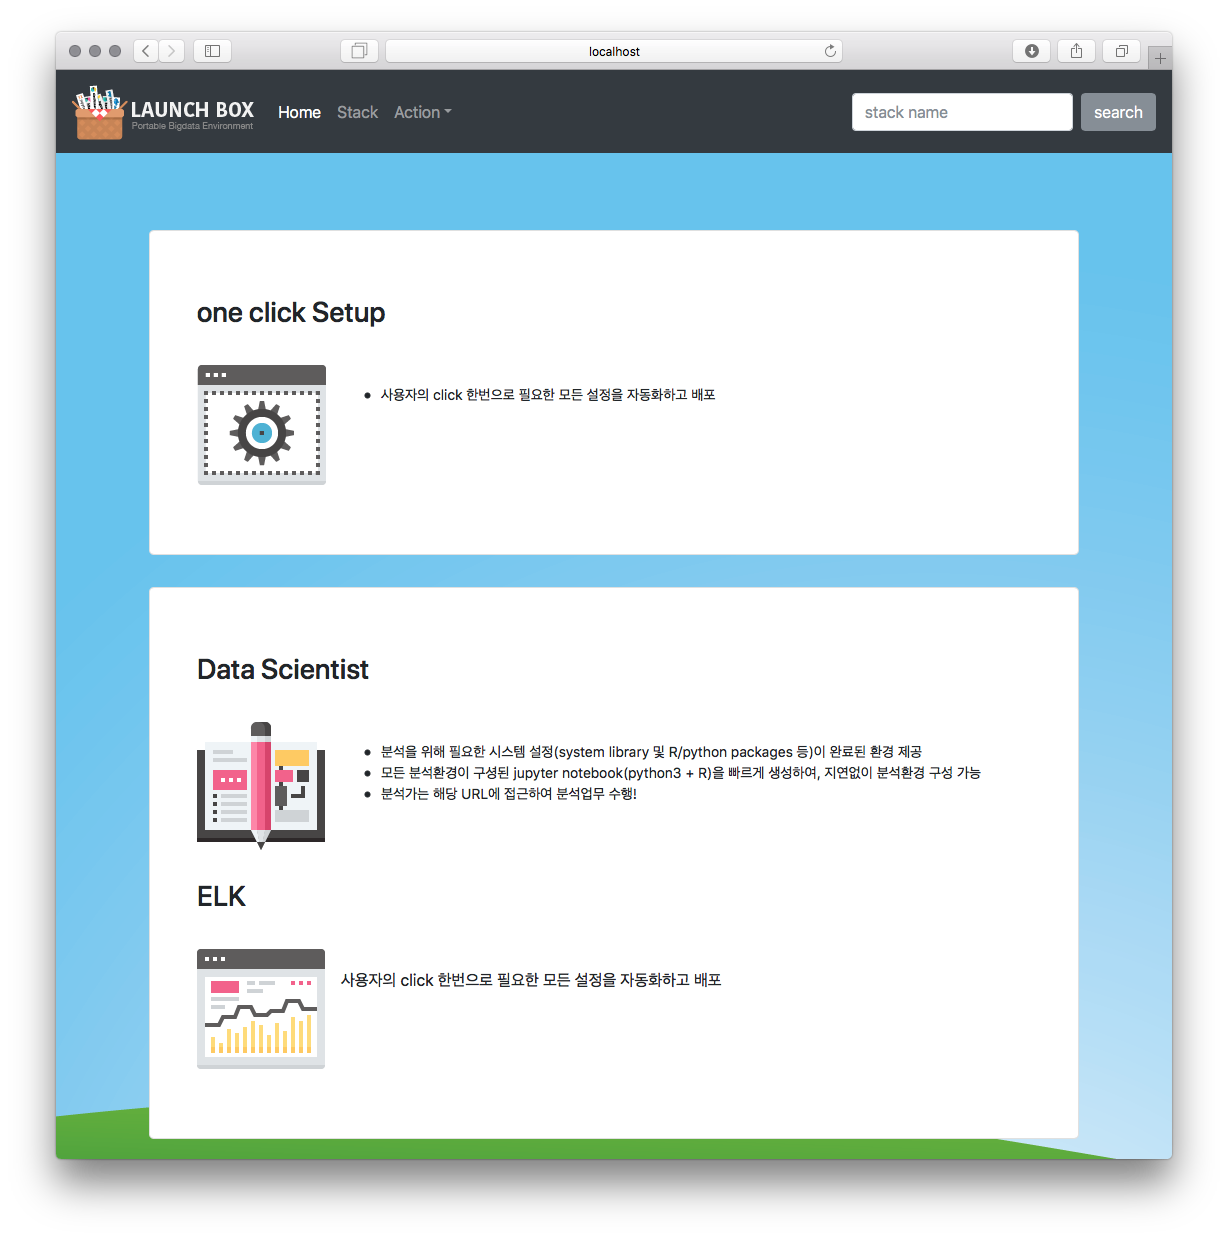 localhost
LAUNCH BOX
Portable Bigdata Environment
Home
Stack
Action
stack name
search
one click Setup
사용자의 click 한번으로 필요한 모든 설정을 자동화하고 배포
Data Scientist
분석을 위해 필요한 시스템 설정(system library 및 R/python packages 등)이 완료된 환경 제공
모든 분석환경이 구성된 jupyter notebook(python3 + R)을 빠르게 생성하여, 지연없이 분석환경 구성 가능
분석가는 해당 URL에 접근하여 분석업무 수행!
ELK
사용자의 click 한번으로 필요한 모든 설정을 자동화하고 배포